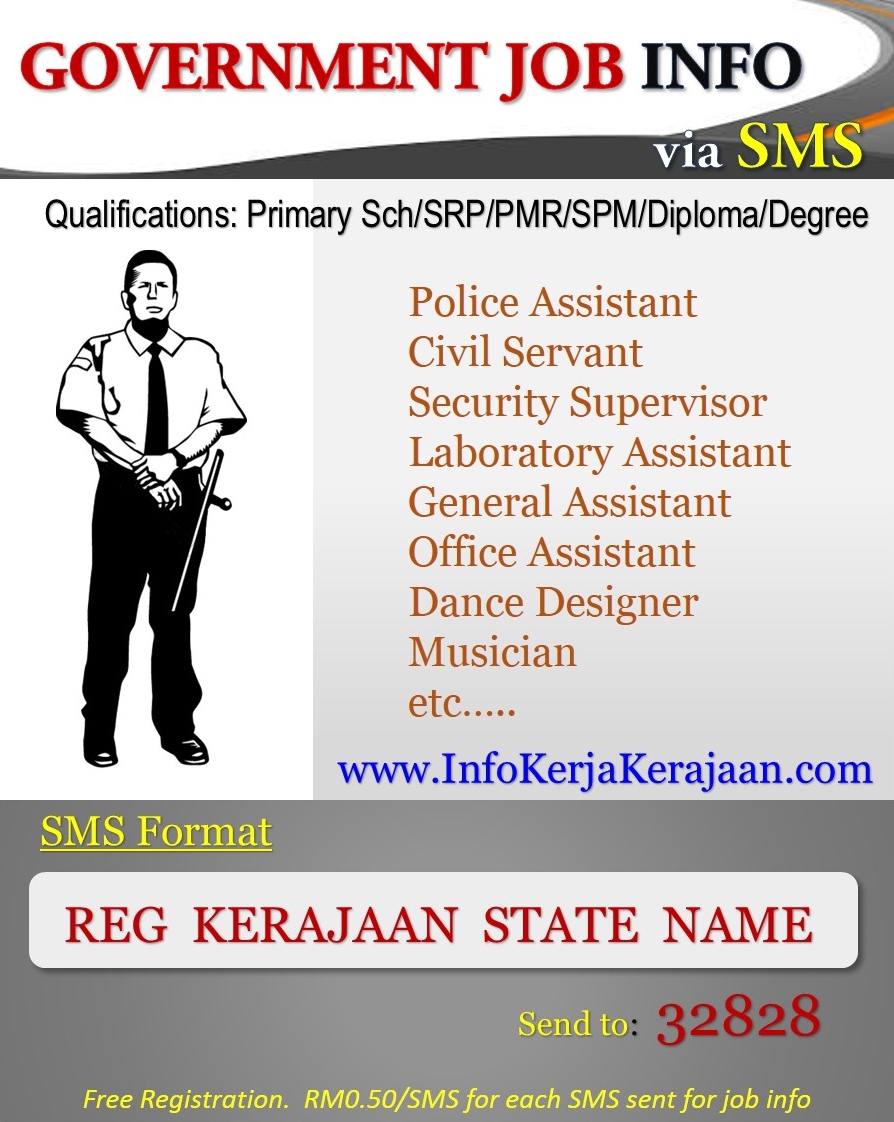 GOVERNMENT JOB INFO
via SMS
Qualifications: Primary Sch/SRP/PMR/SPM/Diploma/Degree
Police Assistant
Civil Servant
Security Supervisor
Laboratory Assistant
General Assistant
Office Assistant
Dance Designer
Musician
etc.....
www.InfoKerjaKerajaan.com
SMS Format
REG KERAJAAN STATE NAME
Send to: 32828
Free Registration. RM0.50/SMS for each SMS sent for job info